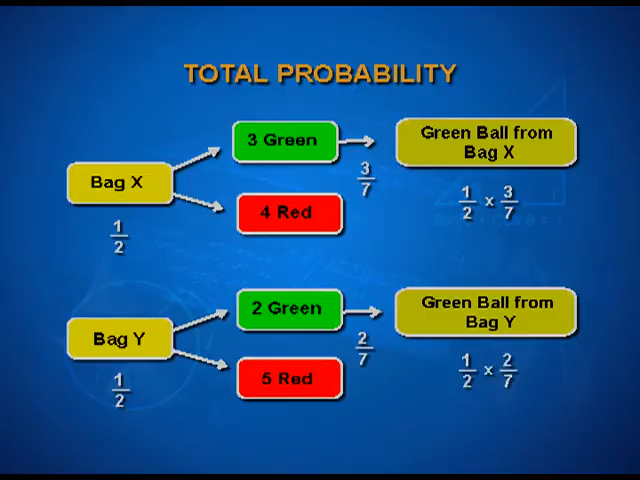 TOTAL PROBABILITY
3 Green
Green Ball from
Bag X
Bag X
3/7
1/2 x 3/7
4 Red
1/2
2 Green
Green Ball from
Bag Y
Bag Y
2/7
1/2 x 2/7
5 Red
1/2